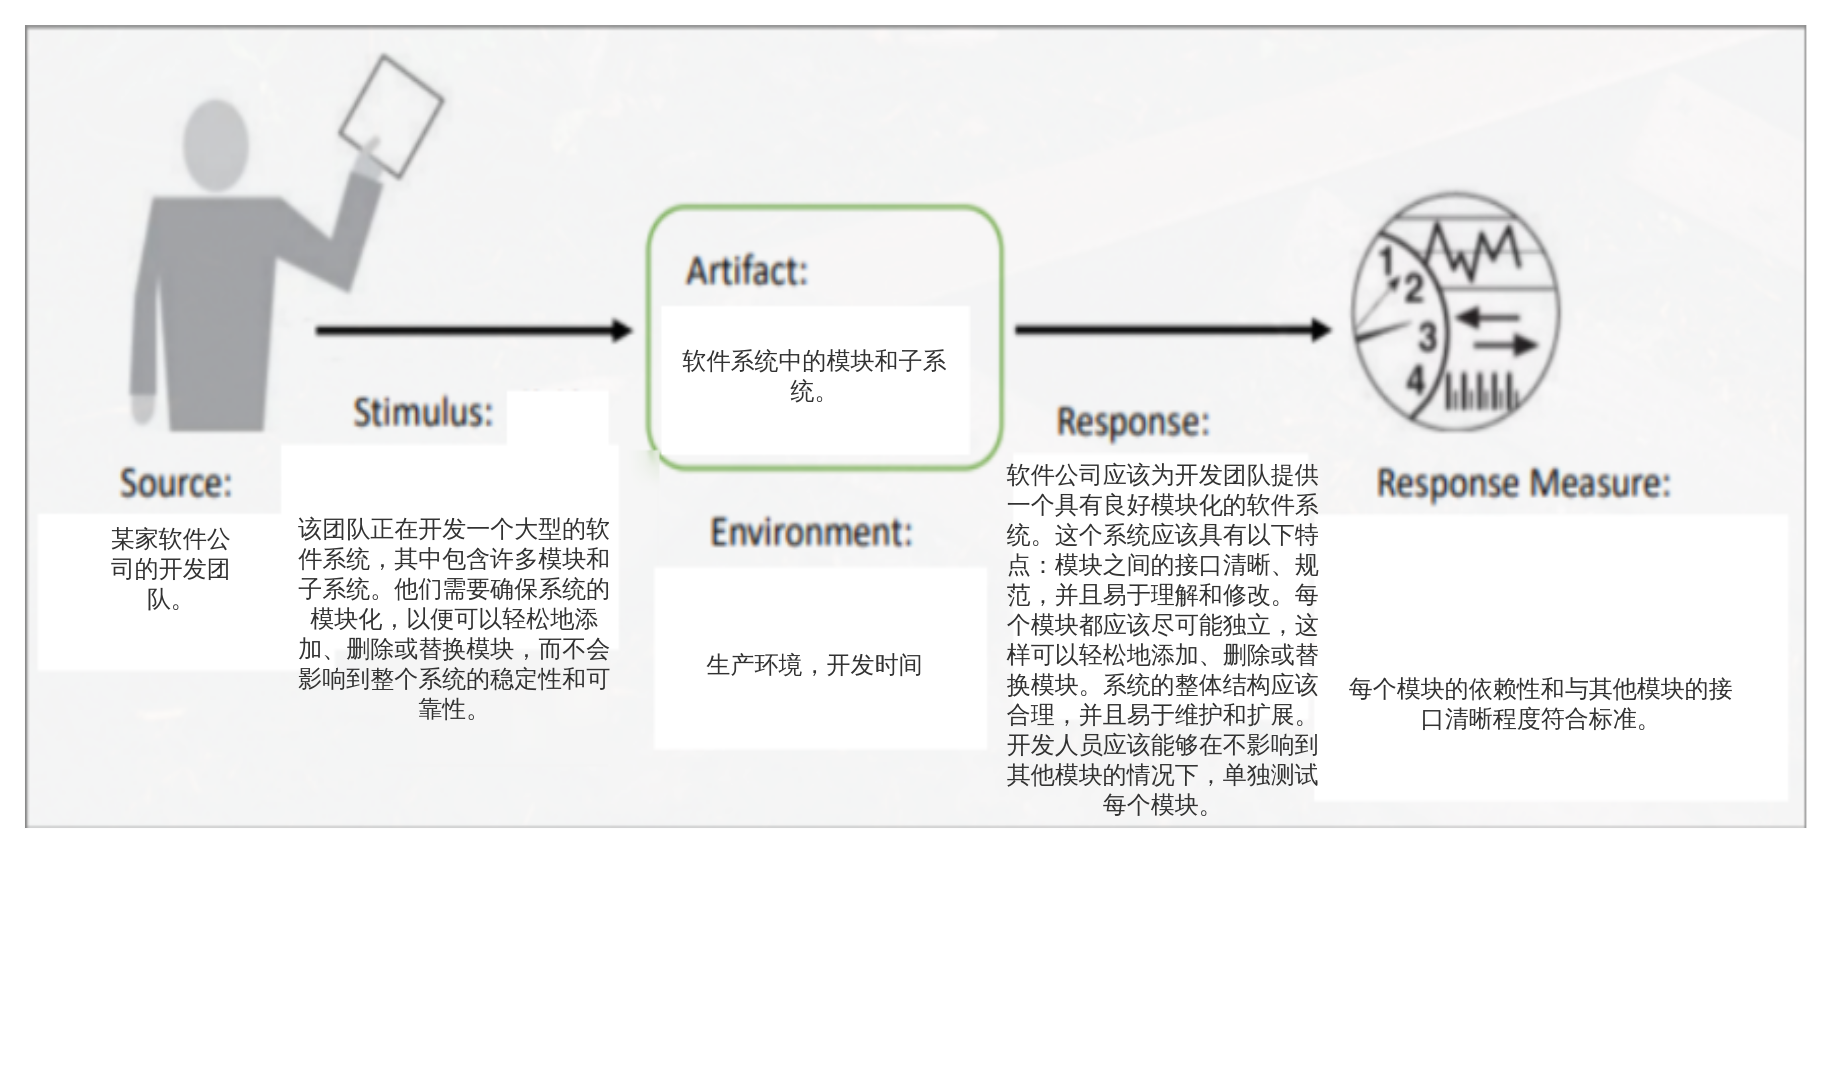 Source:
某家软件公
司的开发团
队。
Stimulus:
该团队正在开发一个大型的软
件系统，其中包含许多模块和
子系统。他们需要确保系统的
模块化，以便可以轻松地添
加、删除或替换模块，而不会
影响到整个系统的稳定性和可
靠性。
Artifact:
软件系统中的模块和子系
统。
Environment:
生产环境，开发时间
Response:
软件公司应该为开发团队提供
一个具有良好模块化的软件系
统。这个系统应该具有以下特
点：模块之间的接口清晰、规
范，并且易于理解和修改。每
个模块都应该尽可能独立，这
样可以轻松地添加、删除或替
换模块。系统的整体结构应该
合理，并且易于维护和扩展。
开发人员应该能够在不影响到
其他模块的情况下，单独测试
每个模块。
1
2
3
4
Response Measure:
每个模块的依赖性和与其他模块的接
口清晰程度符合标准。